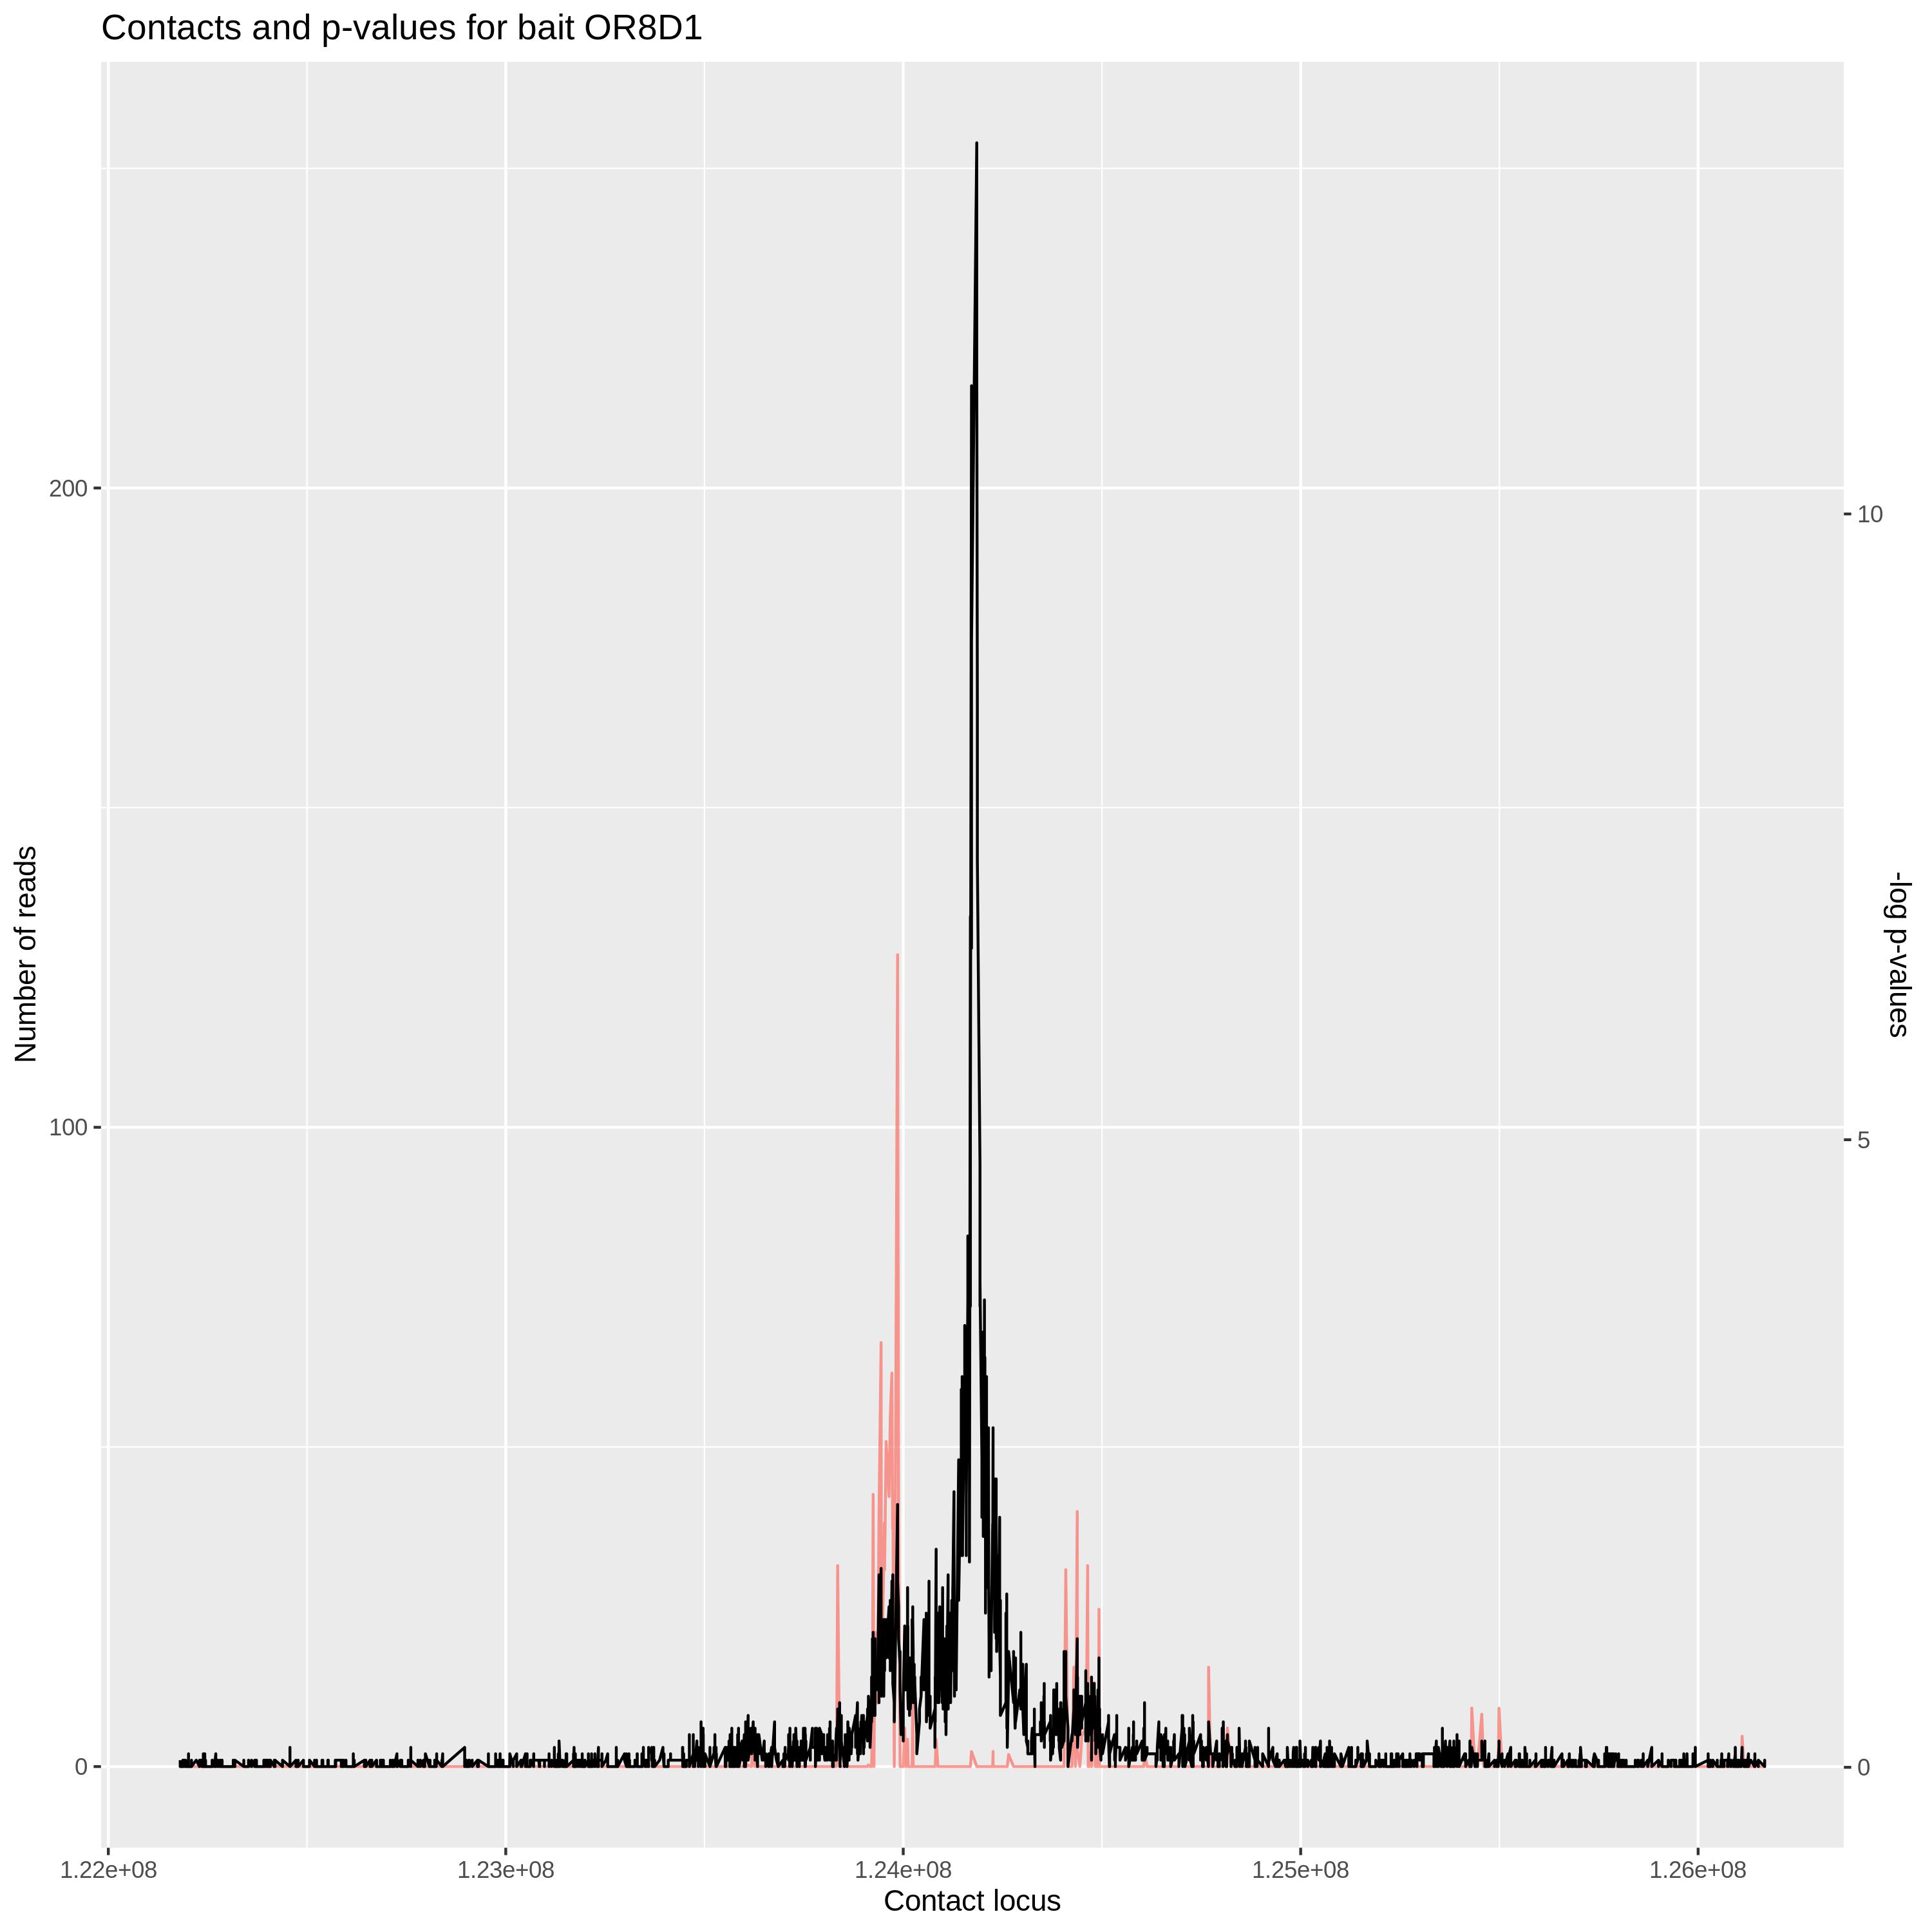 Contacts and p-values for bait OR8D1
Number of reads
200
100
0
10
5
0
-log p-values
1.22e+08
1.23e+08
1.24e+08
1.25e+08
1.26e+08
Contact locus